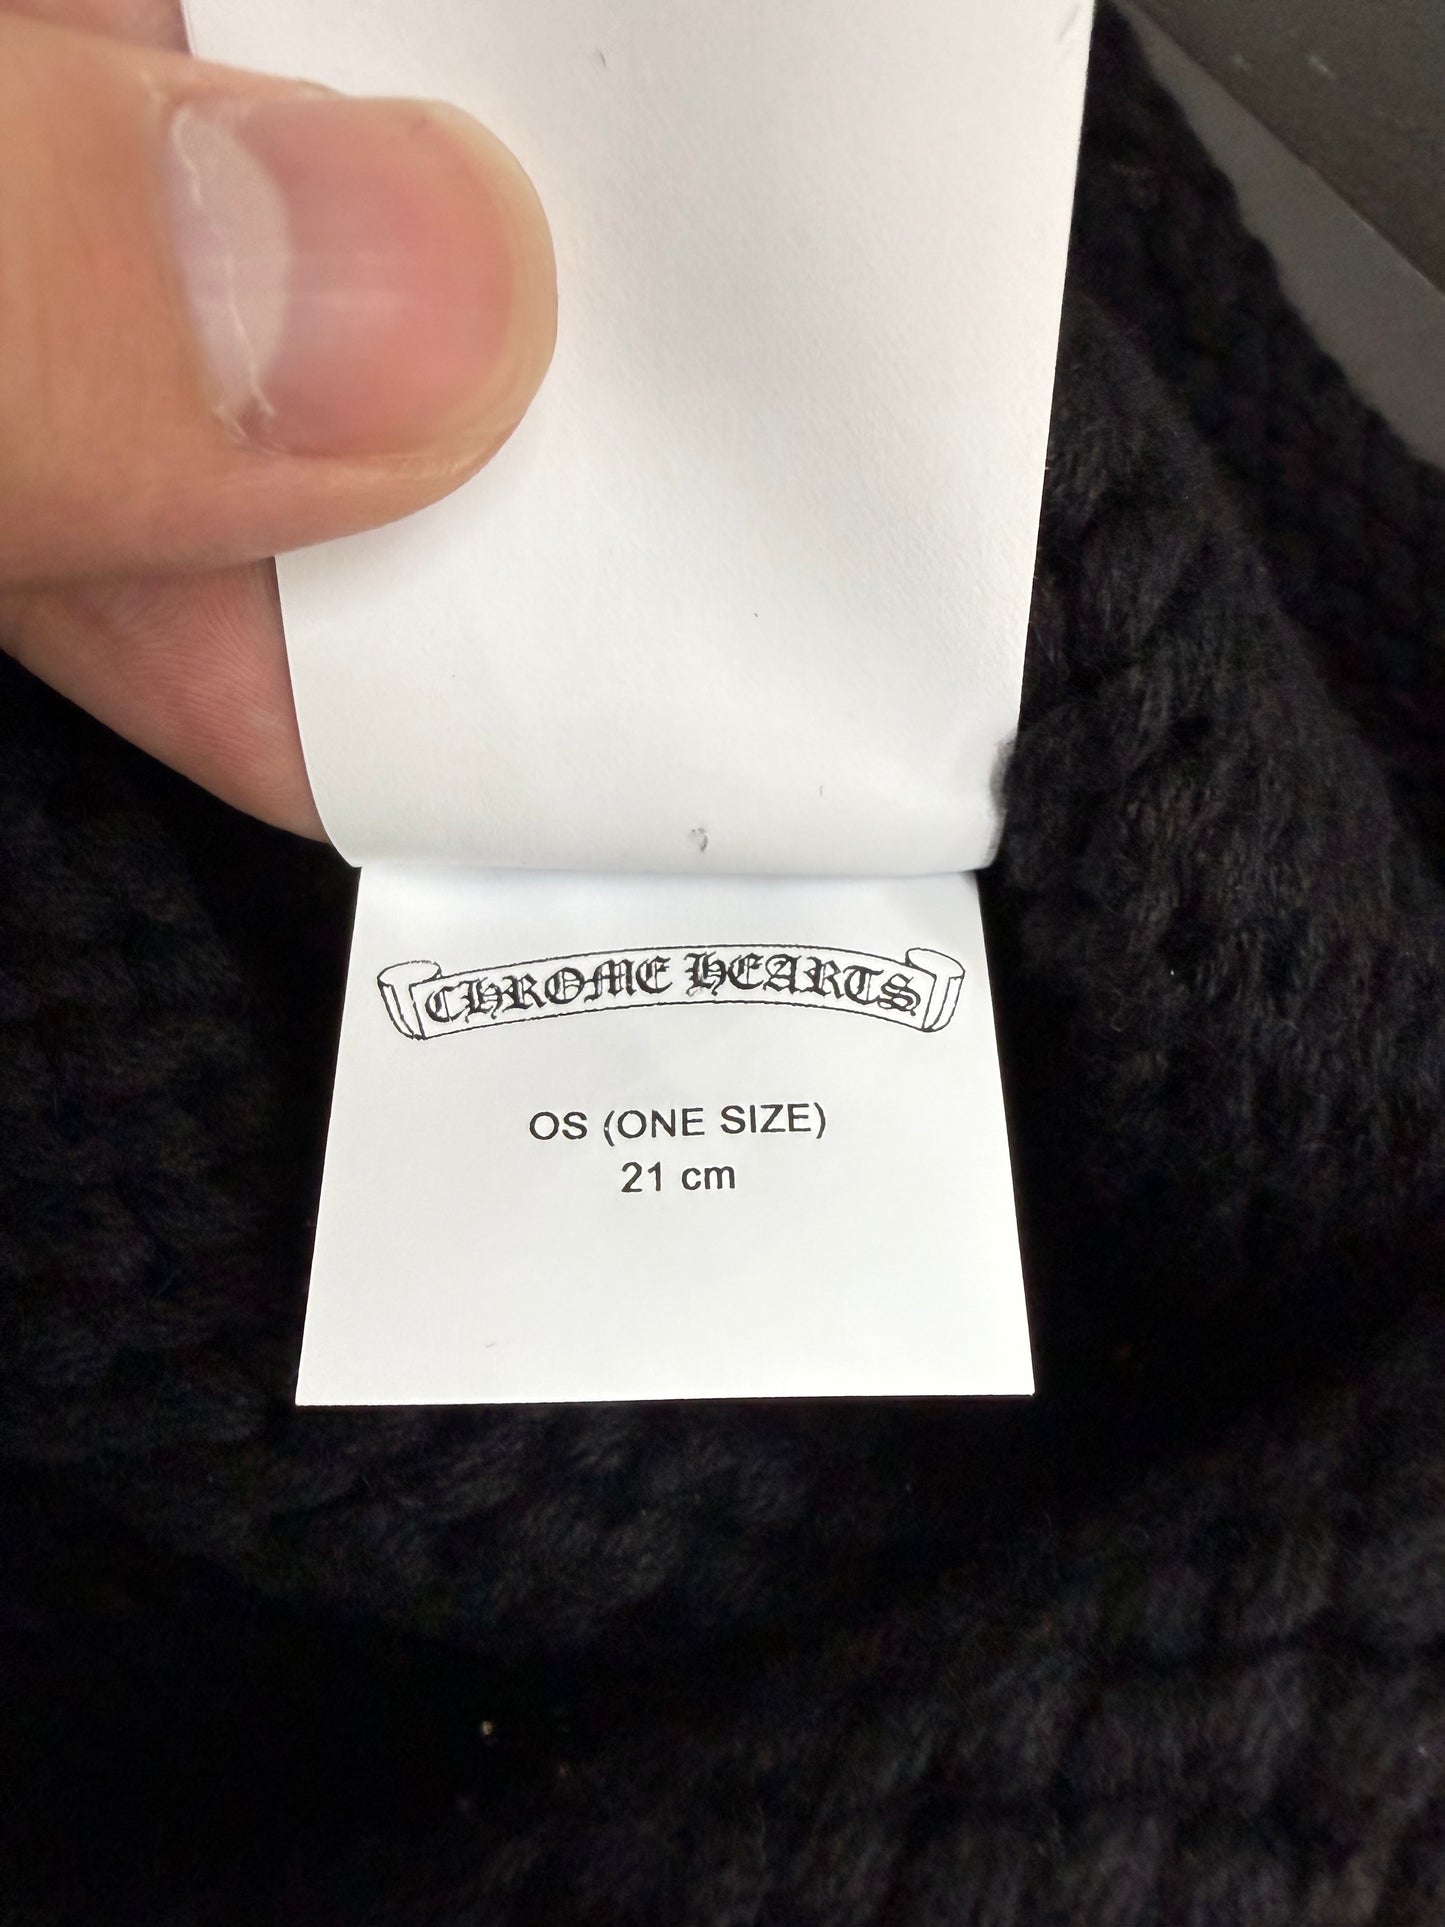 CHROME HEARTS
OS (ONE SIZE)
21 cm